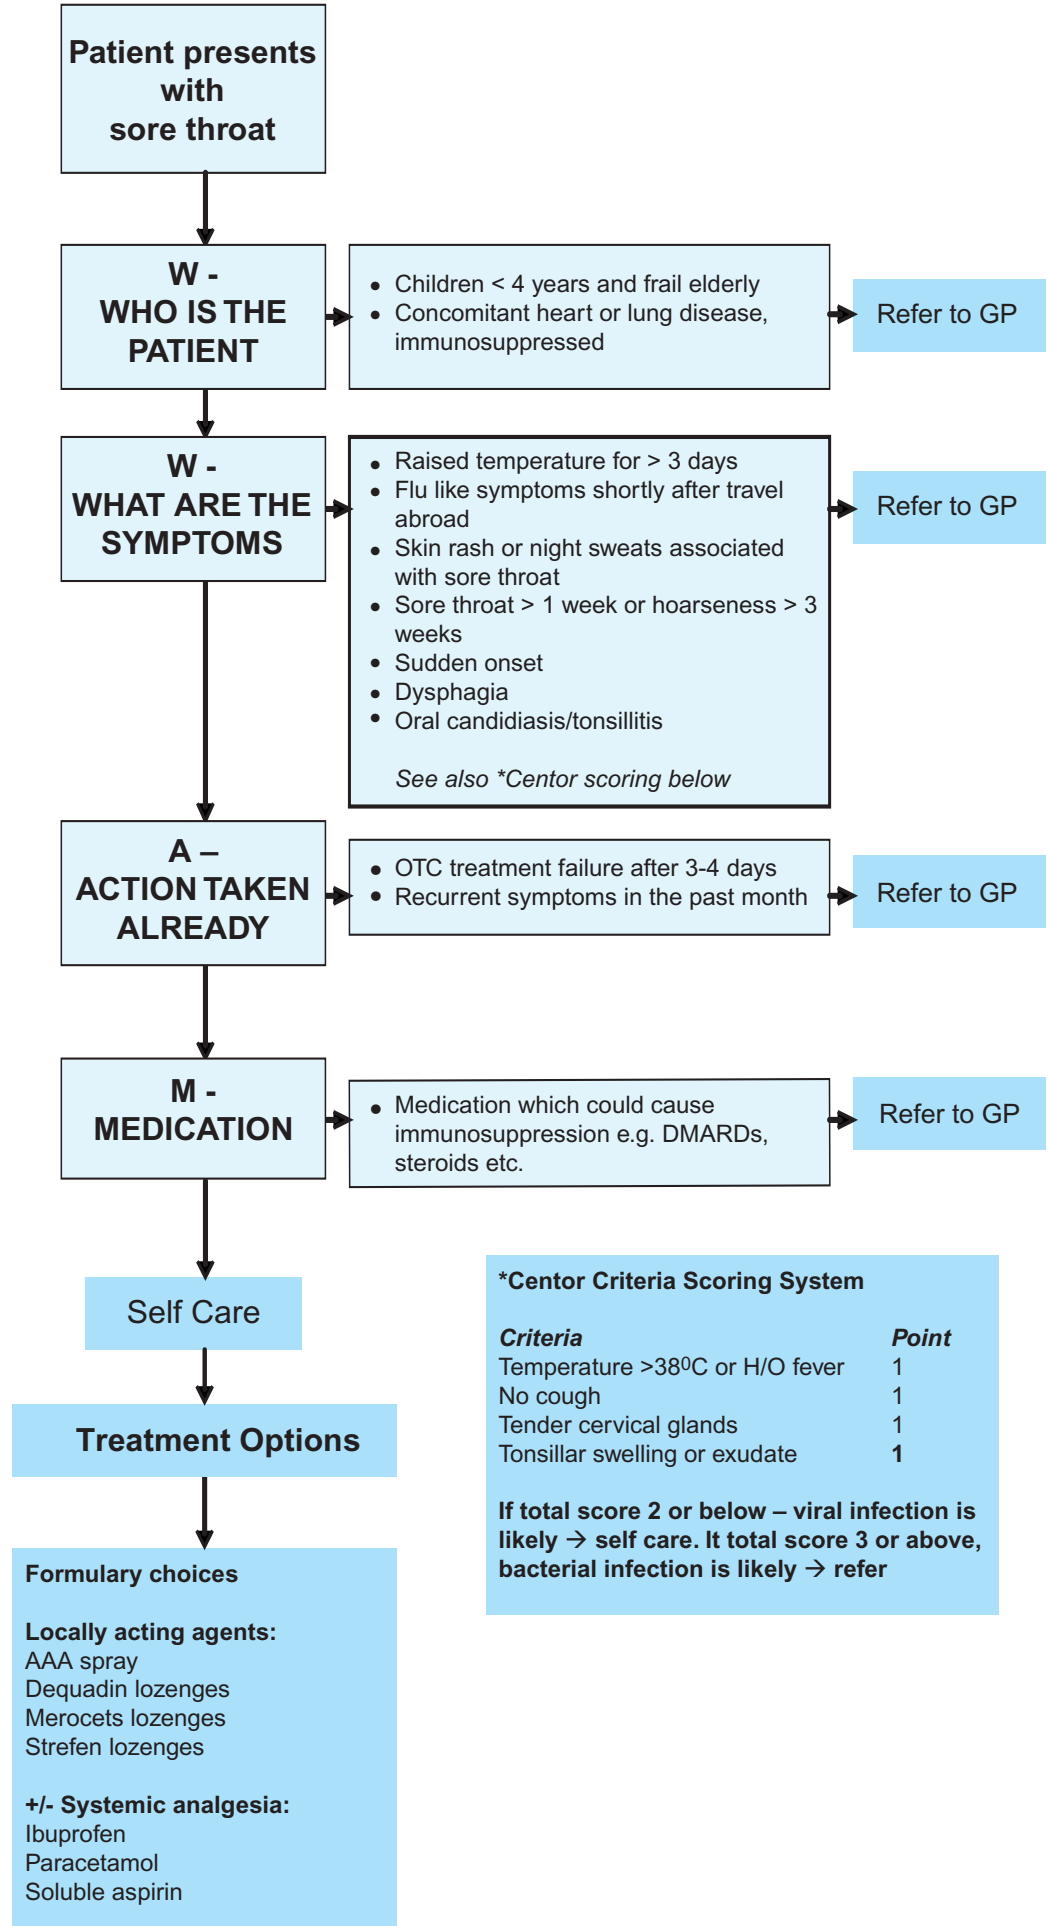 Patient presents
with
sore throat
W -
WHO IS THE
PATIENT
• Children < 4 years and frail elderly
• Concomitant heart or lung disease,
immunosuppressed
Refer to GP
W -
WHAT ARE THE
SYMPTOMS
• Raised temperature for > 3 days
• Flu like symptoms shortly after travel
abroad
• Skin rash or night sweats associated
with sore throat
• Sore throat > 1 week or hoarseness > 3
weeks
• Sudden onset
• Dysphagia
• Oral candidiasis/tonsillitis
See also *Centor scoring below
Refer to GP
A –
ACTION TAKEN
ALREADY
• OTC treatment failure after 3-4 days
• Recurrent symptoms in the past month
Refer to GP
M -
MEDICATION
• Medication which could cause
immunosuppression e.g. DMARDs,
steroids etc.
Refer to GP
Self Care
Treatment Options
Formulary choices
Locally acting agents:
AAA spray
Dequadin lozenges
Merocets lozenges
Strefen lozenges
+/- Systemic analgesia:
Ibuprofen
Paracetamol
Soluble aspirin
*Centor Criteria Scoring System
Criteria Point
Temperature >38⁰C or H/O fever 1
No cough 1
Tender cervical glands 1
Tonsillar swelling or exudate 1
If total score 2 or below – viral infection is
likely → self care. It total score 3 or above,
bacterial infection is likely → refer